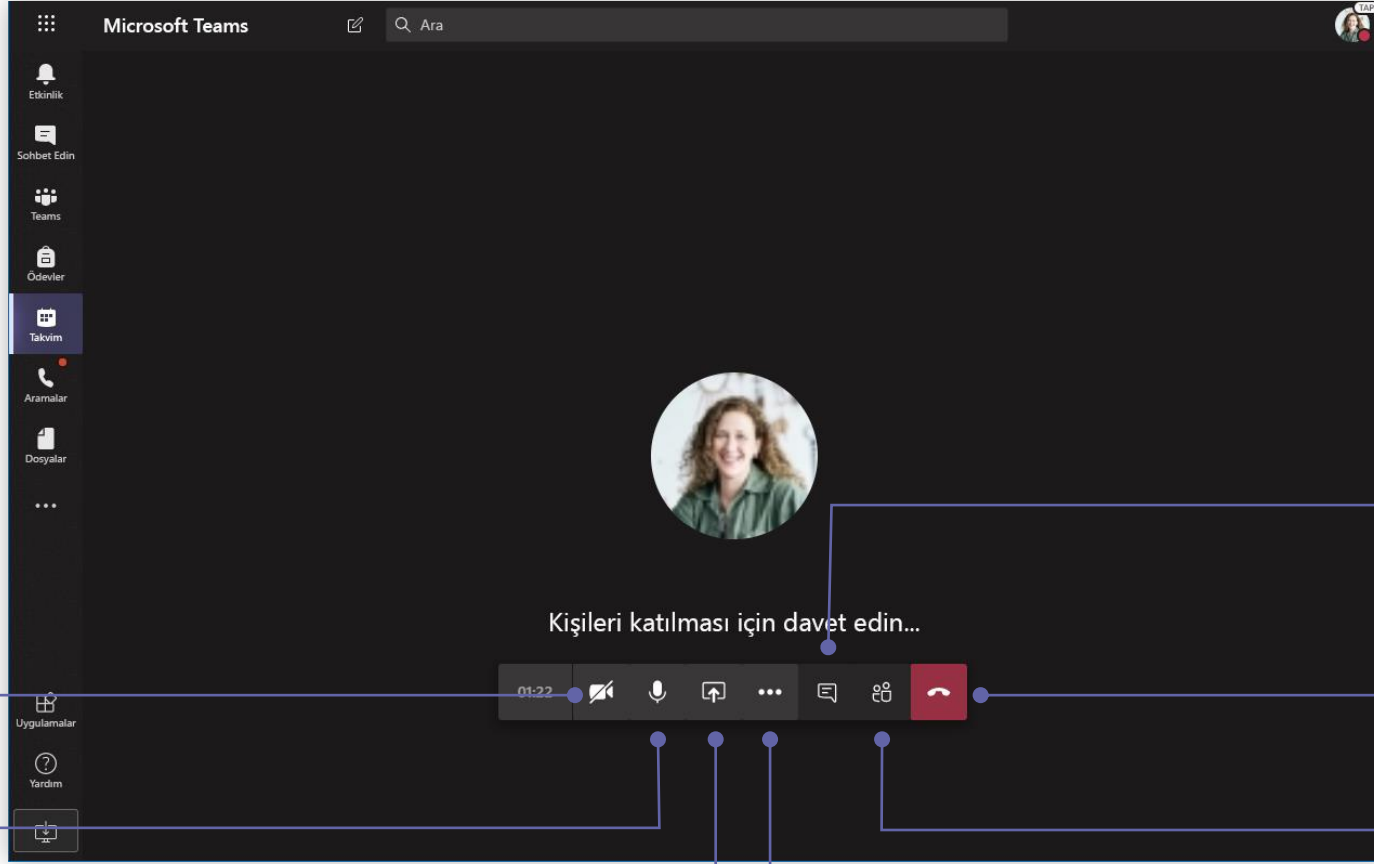 Microsoft Teams
Ara
TAP
Etkinlik
Sohbet Edin
Teams
Ödevler
Takvim
Aramalar
Dosyalar
Kişileri katılması için davet edin...
01:22
Uygulamalar
Yardım